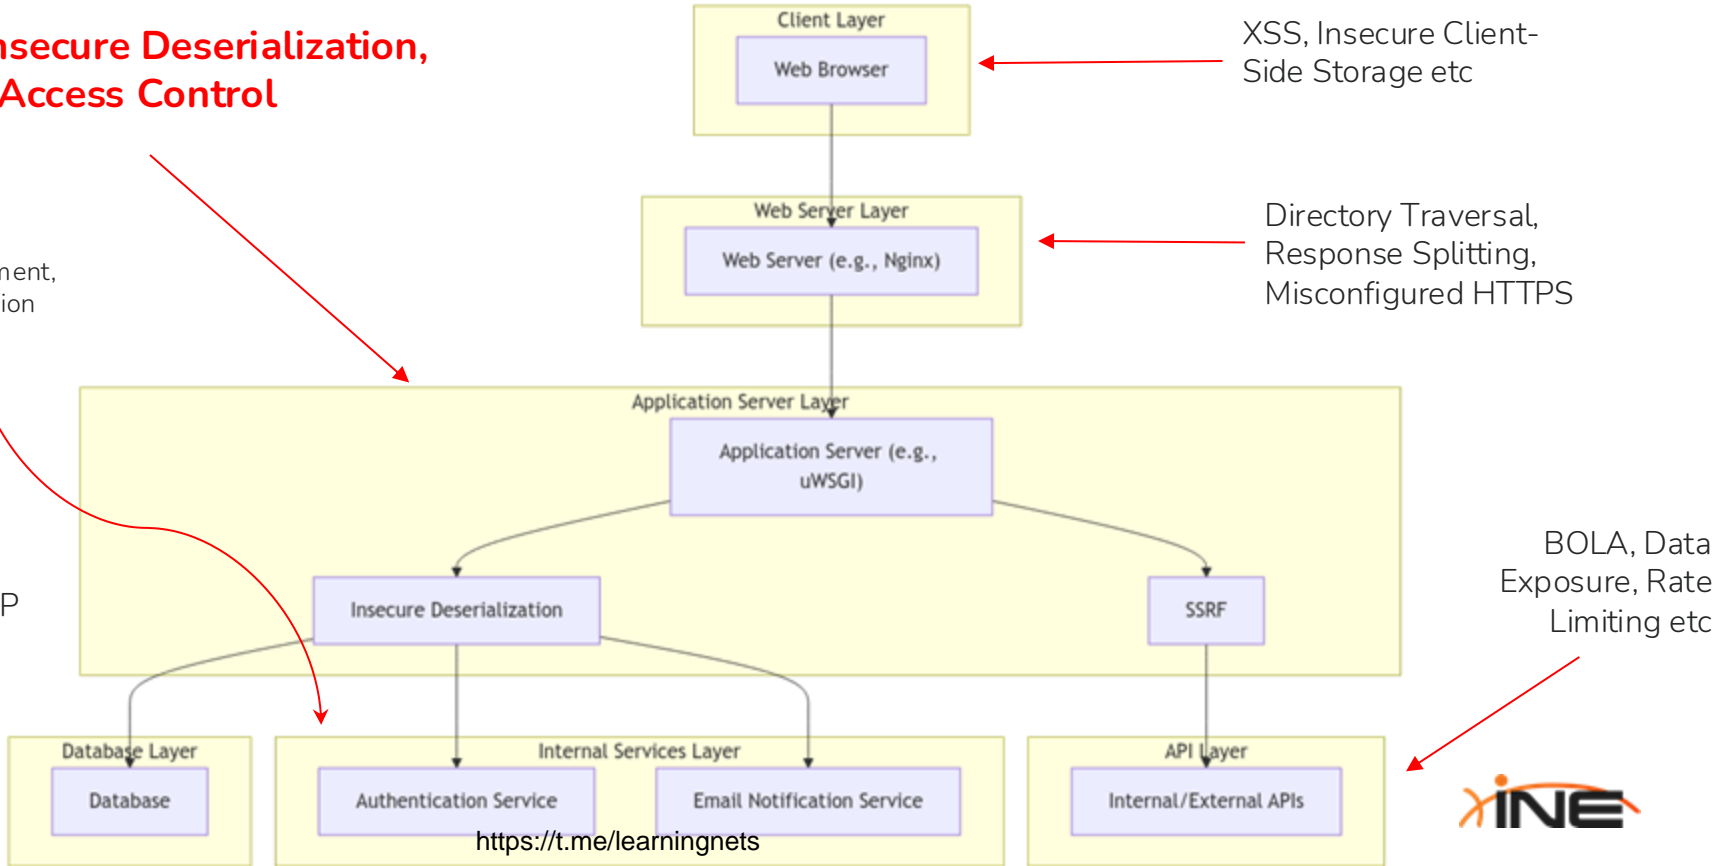 Client Layer
Web Browser
XSS, Insecure Client-
Side Storage etc
Insecure Deserialization,
Access Control
Web Server Layer
Web Server (e.g., Nginx)
Directory Traversal,
Response Splitting,
Misconfigured HTTPS
Application Server Layer
Application Server (e.g.,
uWSGI)
Insecure Deserialization
SSRF
BOLA, Data
Exposure, Rate
Limiting etc
P
Database Layer
Database
Internal Services Layer
Authentication Service
Email Notification Service
API Layer
Internal/External APIs
https://t.me/learningnets
INE